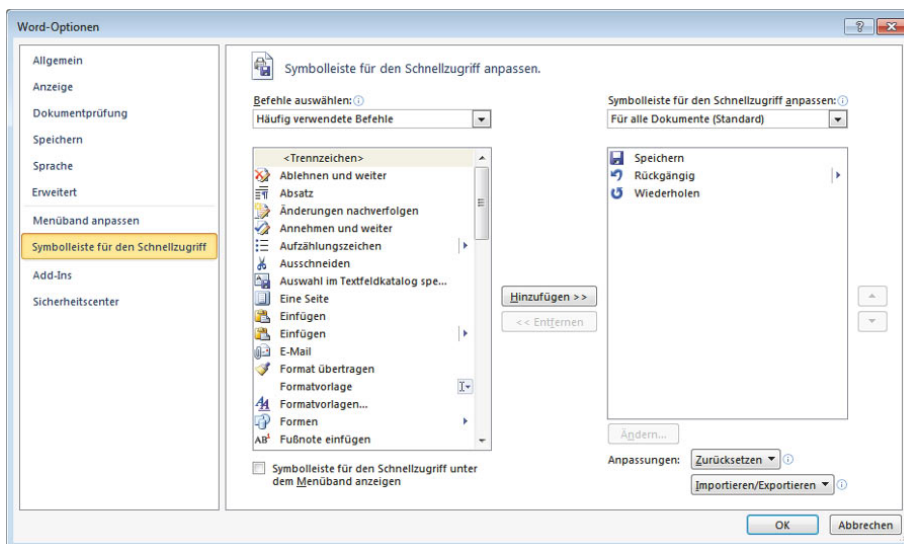 Word-Optionen
Allgemein
Anzeige
Dokumentprüfung
Speichern
Sprache
Erweitert
Menüband anpassen
Symbolleiste für den Schnellzugriff
Add-Ins
Sicherheitscenter
Symbolleiste für den Schnellzugriff anpassen.
Befehle auswählen:
Häufig verwendete Befehle
<Trennzeichen>
Ablehnen und weiter
Absatz
Änderungen nachverfolgen
Annehmen und weiter
Aufzählungszeichen
Ausschneiden
Auswahl im Textfeldkatalog spe...
Eine Seite
Einfügen
Einfügen
E-Mail
Format übertragen
Formatvorlage
Formatvorlagen...
Formen
Fußnote einfügen
Symbolleiste für den Schnellzugriff unter
dem Menüband anzeigen
Hinzufügen >>
<< Entfernen
Symbolleiste für den Schnellzugriff anpassen:
Für alle Dokumente (Standard)
Speichern
Rückgängig
Wiederholen
Ändern...
Anpassungen: Zurücksetzen
Importieren/Exportieren
OK Abbrechen